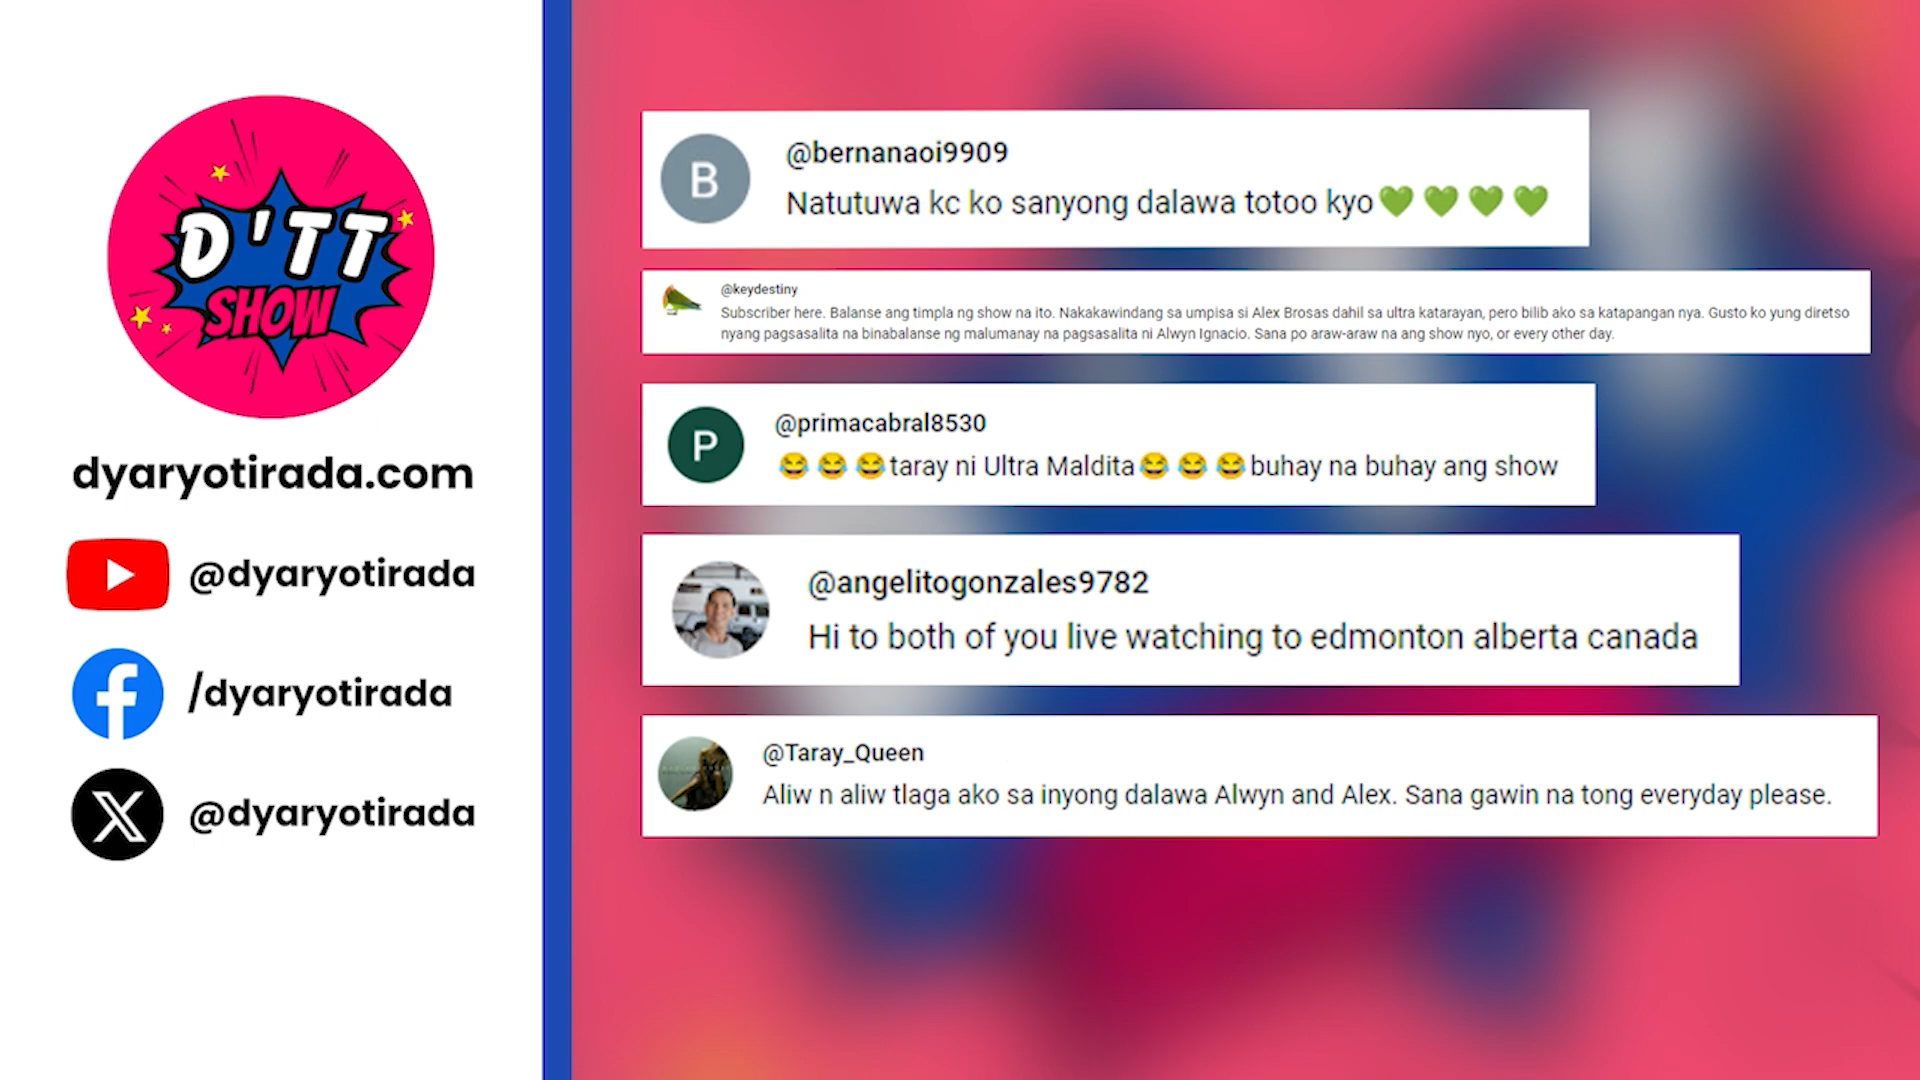 D'TT
SHOW
dyaryotirada.com
@dyaryotirada
/dyaryotirada
@dyaryotirada
B
@bernanaoi9909
Natutuwa kc ko sanyong dalawa totoo kyo💚💚💚💚
@keydestiny
Subscriber here. Balanse ang timpla ng show na ito. Nakakawindang sa umpisa si Alex Brosas dahil sa ultra katarayan, pero bilib ako sa katapangan nya. Gusto ko yung diretso
nyang pagsasalita na binabalanse ng malumanay na pagsasalita ni Alwyn Ignacio. Sana po araw-araw na ang show nyo, or every other day.
P
@primacabral8530
😂😂😂taray ni Ultra Maldita😂😂😂buhay na buhay ang show
@angelitogonzales9782
Hi to both of you live watching to edmonton alberta canada
@Taray_Queen
Aliw n aliw tlaga ako sa inyong dalawa Alwyn and Alex. Sana gawin na tong everyday please.